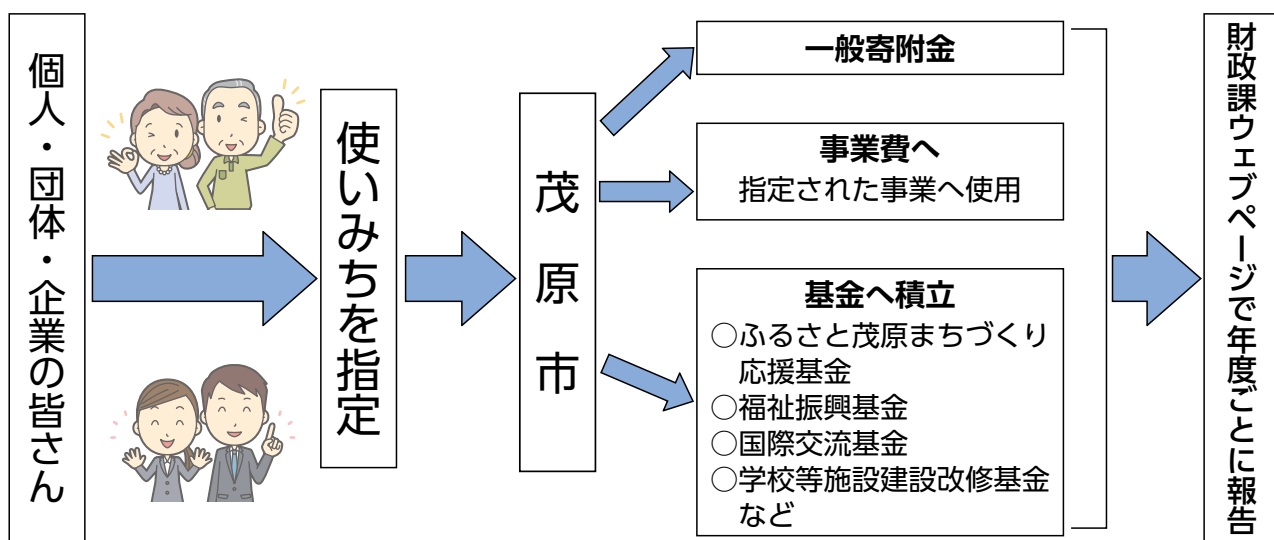 個人・団体・企業の皆さん
使いみちを指定
茂原市
一般寄附金
事業費へ
指定された事業へ使用
基金へ積立
○ふるさと茂原まちづくり
応援基金
○福祉振興基金
○国際交流基金
○学校等施設建設改修基金
など
財政課ウェブページで年度ごとに報告